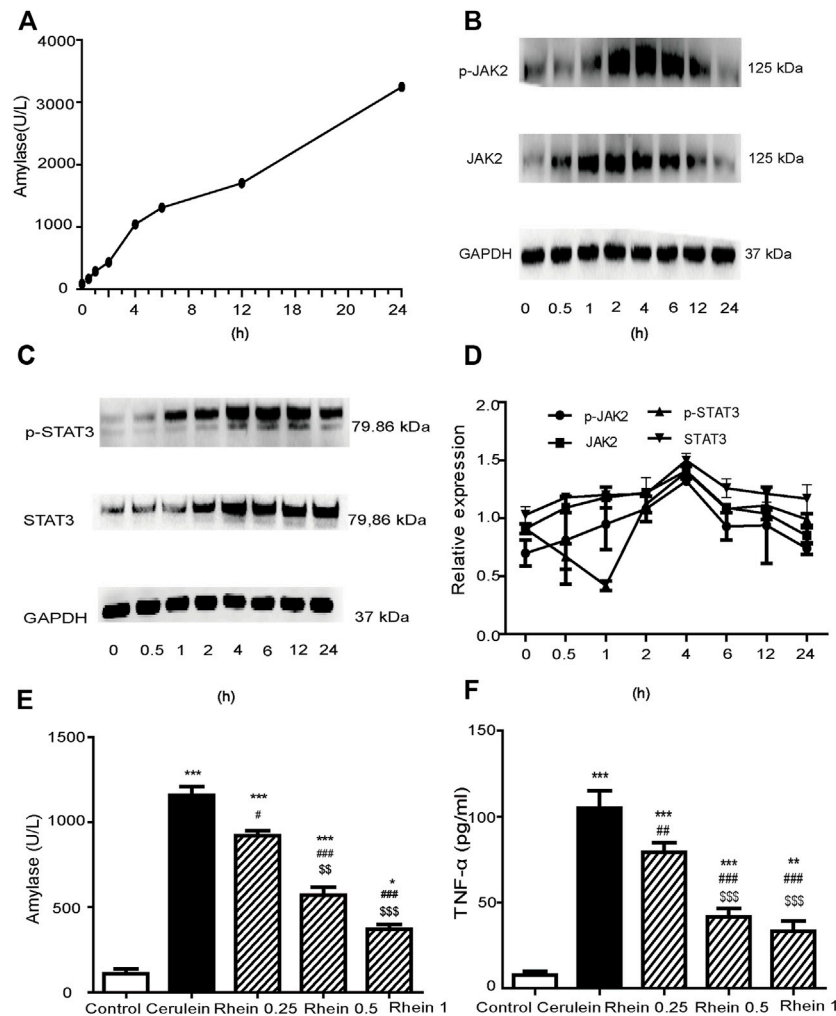 A
Amylase(U/L)
4000
3000
2000
1000
0
0 4 8 12 16 20 24
(h)
B
p-JAK2 125 kDa
JAK2 125 kDa
GAPDH 37 kDa
0 0.5 1 2 4 6 12 24
(h)
C
p-STAT3 79.86 kDa
STAT3 79,86 kDa
GAPDH 37 kDa
0 0.5 1 2 4 6 12 24
(h)
D
Relative expression
2.0
1.5
1.0
0.5
0.0
p-JAK2 p-STAT3
JAK2 STAT3
0 0.5 1 2 4 6 12 24
(h)
E
Amylase (U/L)
1500
1000
500
0
***
***
#
***
###
$$
*
###
$$$
Control Cerulein Rhein 0.25 Rhein 0.5 Rhein 1
F
TNF-α (pg/ml)
150
100
50
0
***
***
##
***
###
$$$
**
###
$$$
Control Cerulein Rhein 0.25 Rhein 0.5 Rhein 1